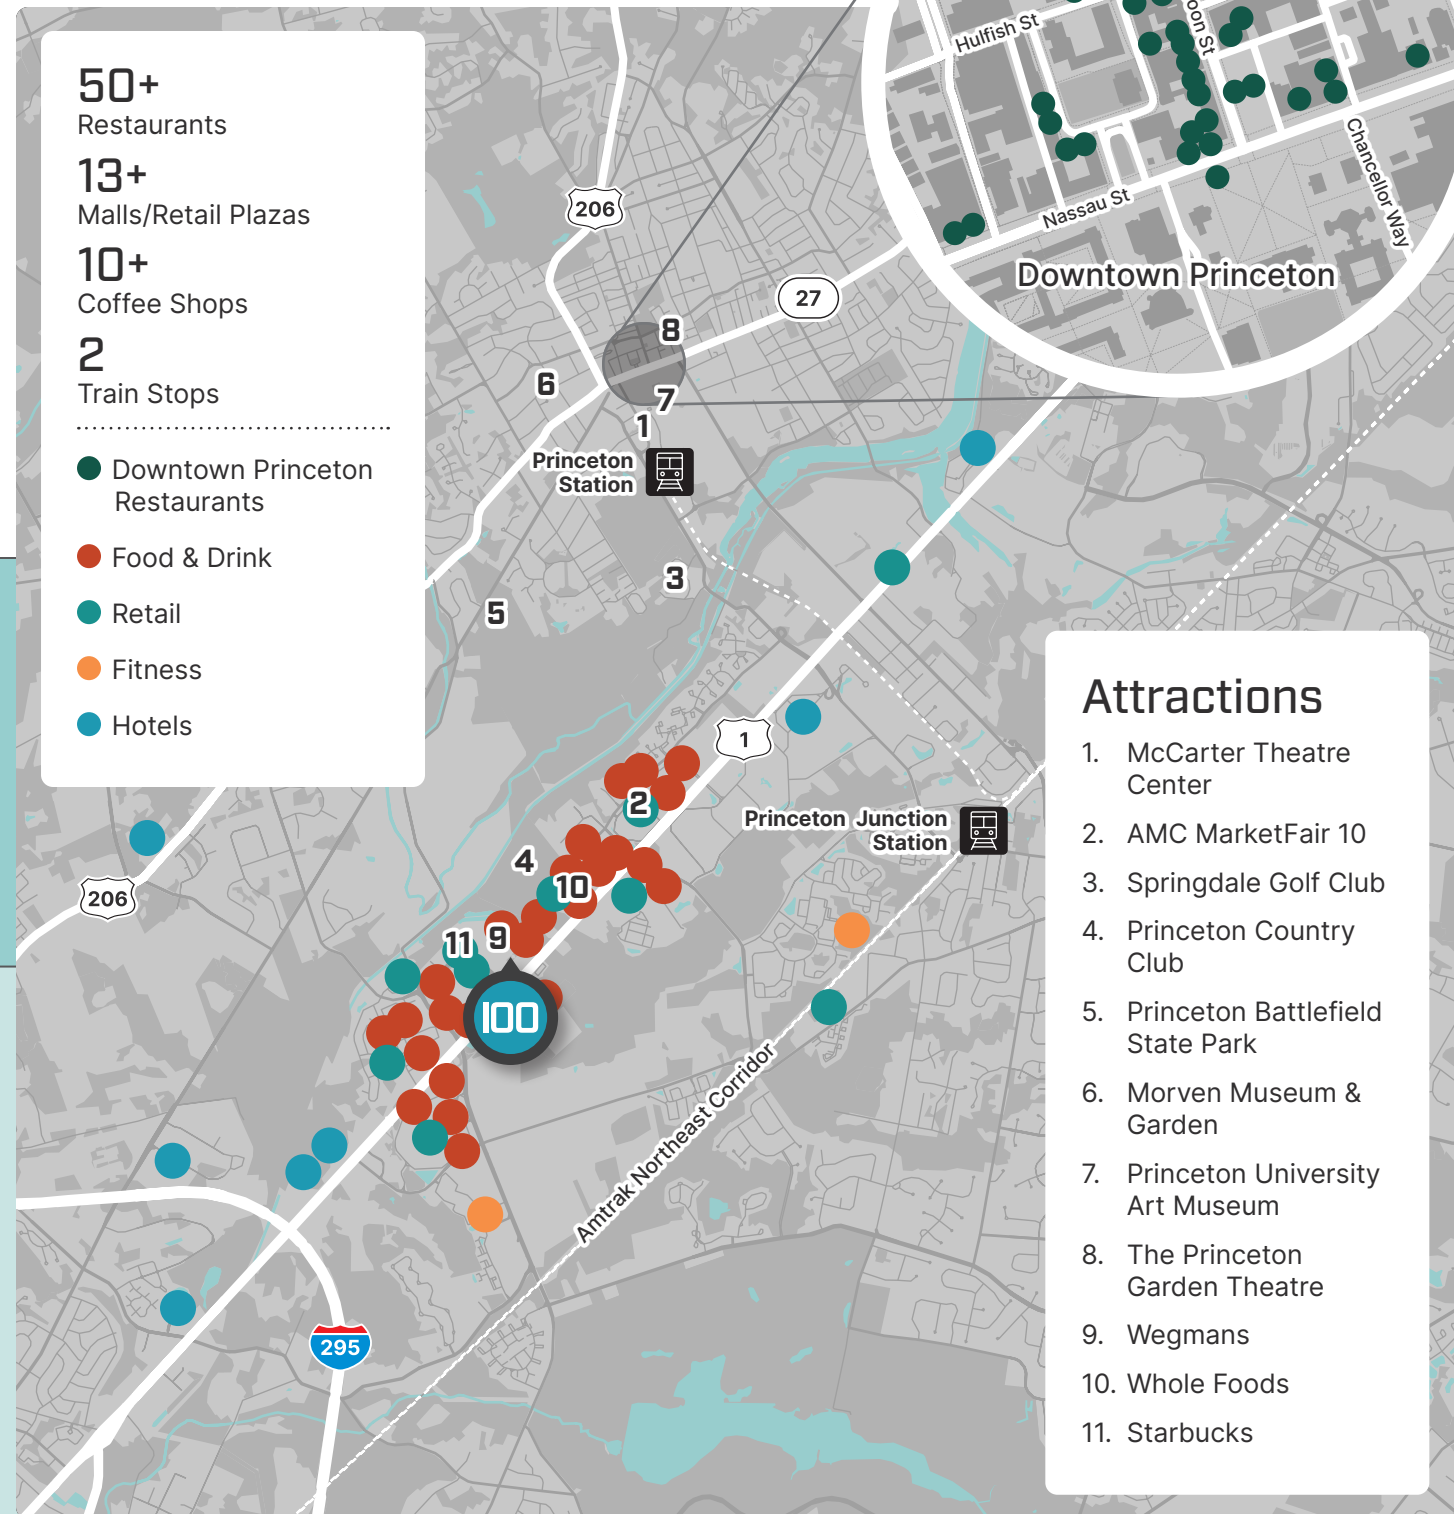 50+
Restaurants
13+
Malls/Retail Plazas
10+
Coffee Shops
2
Train Stops
Downtown Princeton
Restaurants
Food & Drink
Retail
Fitness
Hotels
Hulfish St
Nassau St
Chancellor Way
Downtown Princeton
206
27
8
6
7
1
Princeton
Station
3
5
1
2
Princeton Junction
Station
4
10
206
11
9
100
Amtrak Northeast Corridor
295
Attractions
1. McCarter Theatre
Center
2. AMC MarketFair 10
3. Springdale Golf Club
4. Princeton Country
Club
5. Princeton Battlefield
State Park
6. Morven Museum &
Garden
7. Princeton University
Art Museum
8. The Princeton
Garden Theatre
9. Wegmans
10. Whole Foods
11. Starbucks